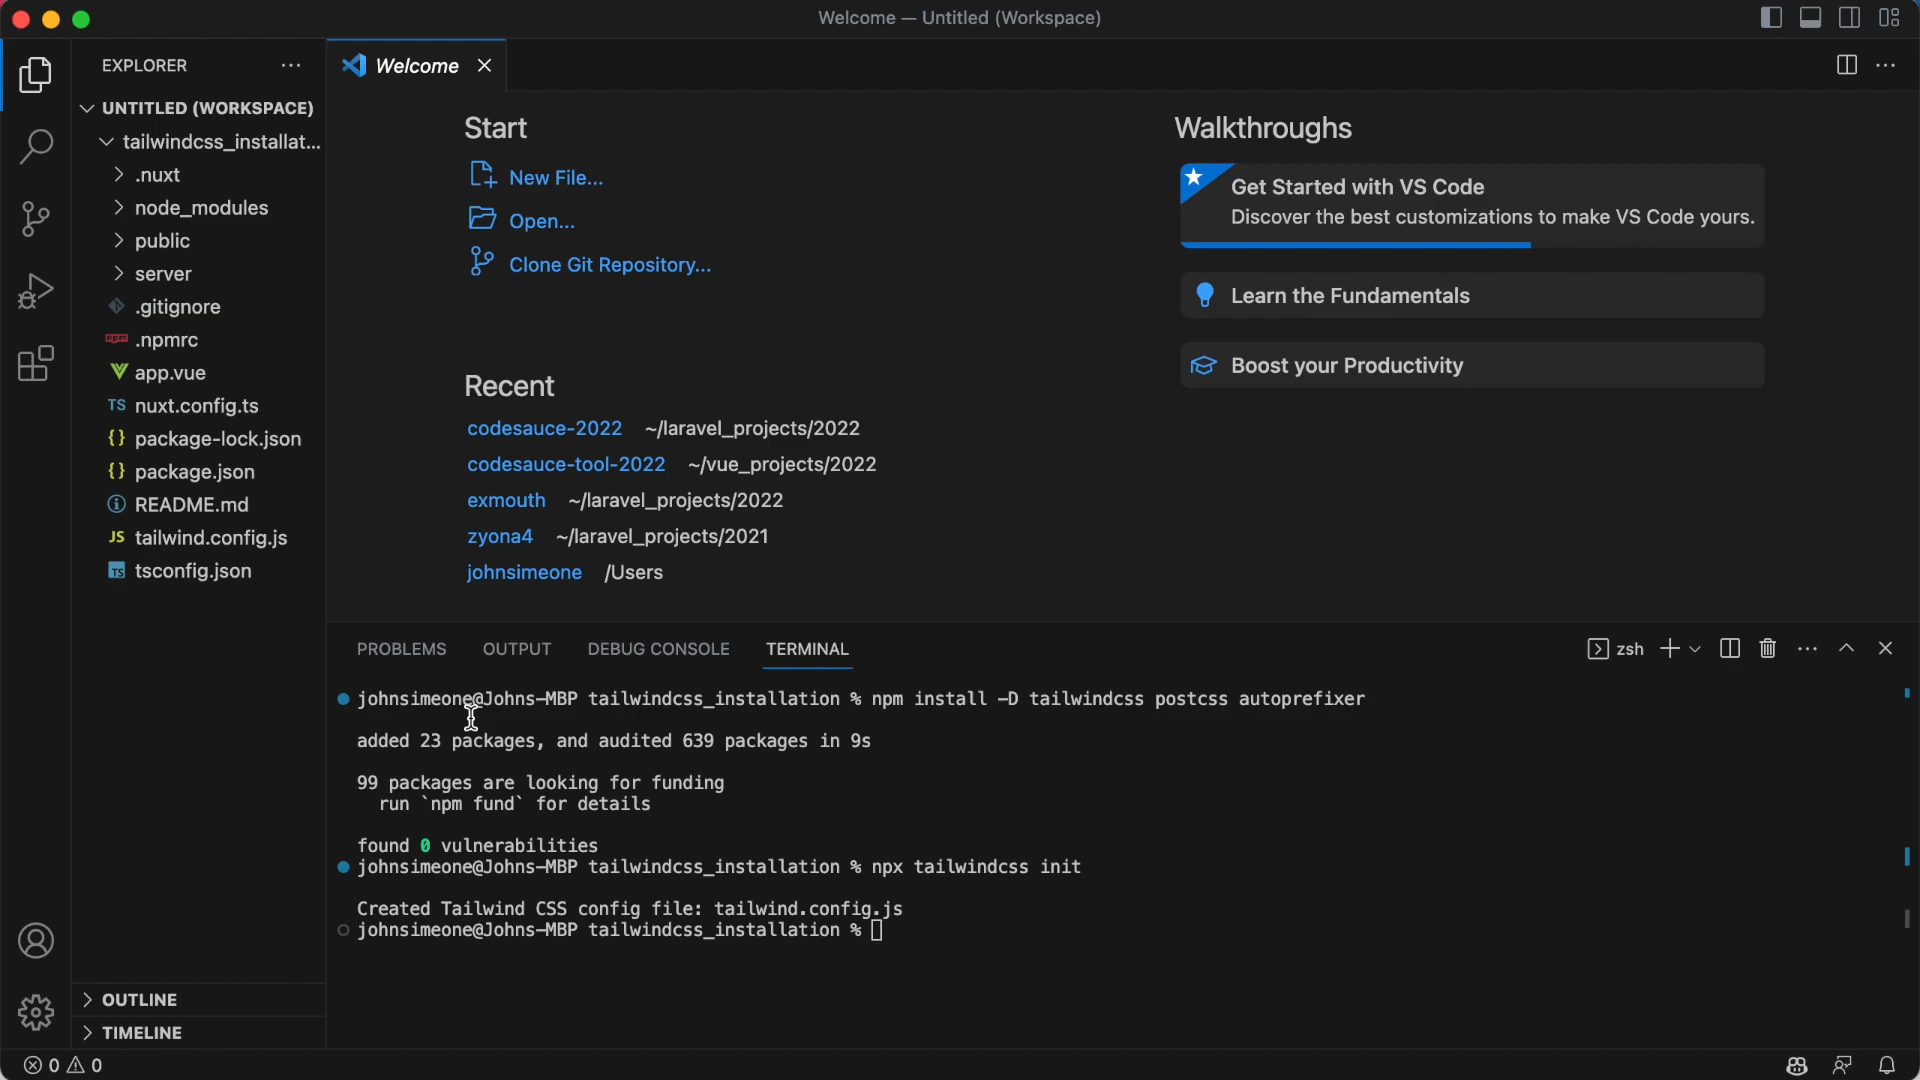 Welcome — Untitled (Workspace)
EXPLORER
UNTITLED (WORKSPACE)
tailwindcss_installat...
.nuxt
node_modules
public
server
.gitignore
.npmrc
app.vue
TS nuxt.config.ts
{} package-lock.json
{} package.json
README.md
JS tailwind.config.js
TS tsconfig.json
OUTLINE
TIMELINE
Welcome
Start
New File...
Open...
Clone Git Repository...
Recent
codesauce-2022 ~/laravel_projects/2022
codesauce-tool-2022 ~/vue_projects/2022
exmouth ~/laravel_projects/2022
zyona4 ~/laravel_projects/2021
johnsimeone /Users
Walkthroughs
Get Started with VS Code
Discover the best customizations to make VS Code yours.
Learn the Fundamentals
Boost your Productivity
PROBLEMS OUTPUT DEBUG CONSOLE TERMINAL
zsh
johnsimeone@Johns-MBP tailwindcss_installation % npm install -D tailwindcss postcss autoprefixer
added 23 packages, and audited 639 packages in 9s
99 packages are looking for funding
run `npm fund` for details
found 0 vulnerabilities
johnsimeone@Johns-MBP tailwindcss_installation % npx tailwindcss init
Created Tailwind CSS config file: tailwind.config.js
johnsimeone@Johns-MBP tailwindcss_installation %
0 0